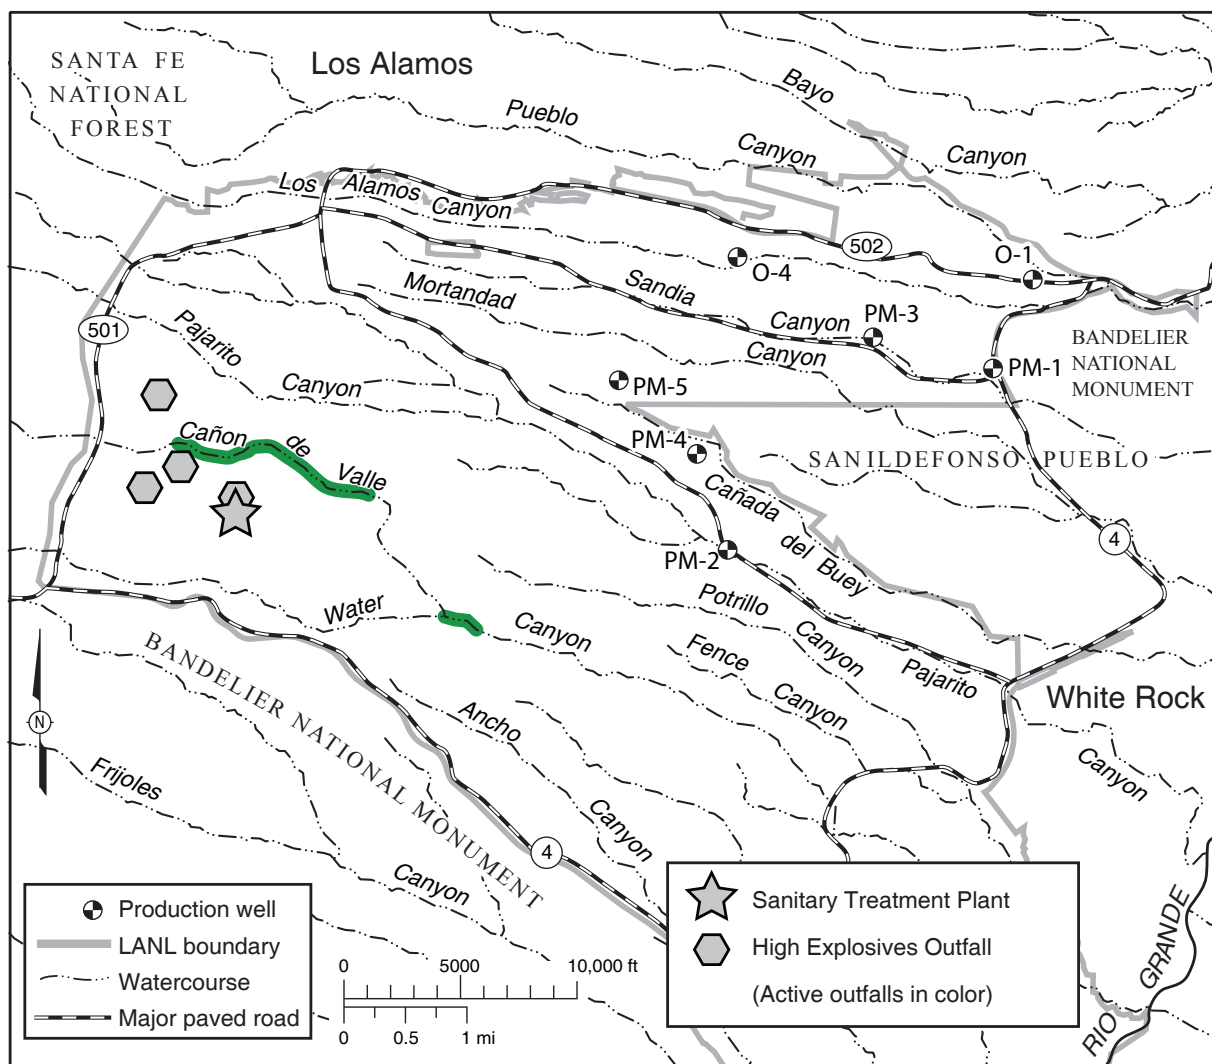 SANTA FE
NATIONAL
FOREST
Los Alamos
Bayo
Pueblo
Canyon
Canyon
Los Alamos
Canyon
502
O-4
O-1
Sandia
Mortandad
Canyon
PM-3
Canyon
501
Pajarito
Canyon
PM-5
PM-1
BANDELIER
NATIONAL
MONUMENT
Cañon de Valle
PM-4
SANILDEFONSO PUEBLO
Cañada
del Buey
4
PM-2
Water
Canyon
Potrillo
Canyon
Fence
Canyon
Pajarito
White Rock
Canyon
BANDELIER NATIONAL MONUMENT
N
Ancho
Canyon
Frijoles
Canyon
4
RIO GRANDE
Production well
LANL boundary
Watercourse
Major paved road
0 5000 10,000 ft
0 0.5 1 mi
Sanitary Treatment Plant
High Explosives Outfall
(Active outfalls in color)